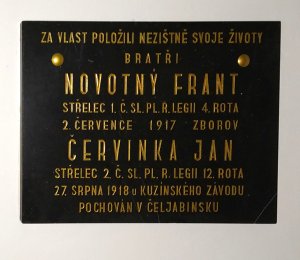 ZA VLAST POLOŽILI NEZIŠTNĚ SVOJE ŽIVOTY
BRATŘI
NOVOTNÝ FRANT
STŘELEC 1. Č. SL. PL. Ř. LEGII 4. ROTA
2. ČERVENCE 1917 ZBOROV
ČERVINKA JAN
STŘELEC 2. Č. SL. PL. Ř. LEGII 12. ROTA
27. SRPNA 1918 U KUZÍNSKÉHO ZÁVODU
POCHOVÁN V ČELJABINSKU